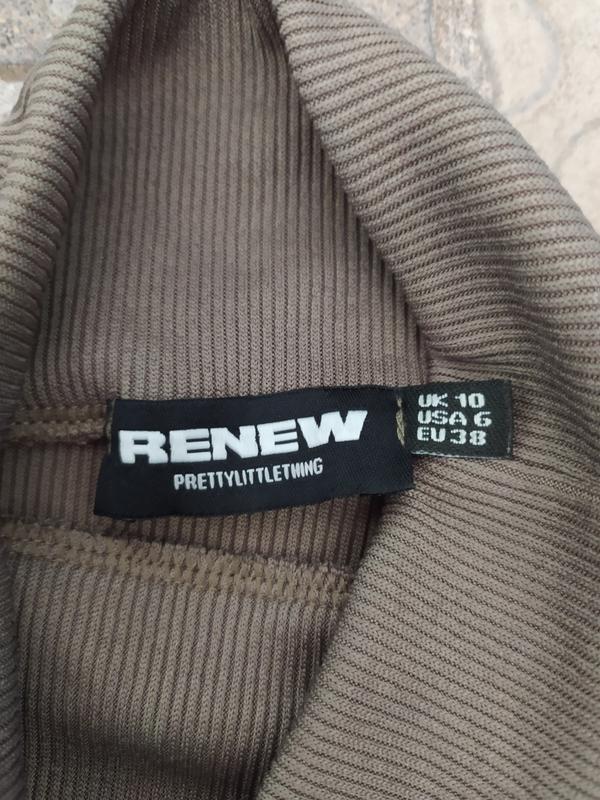 RENEW
PRETTYLITTLETHING
UK 10
USA 6
EU 38